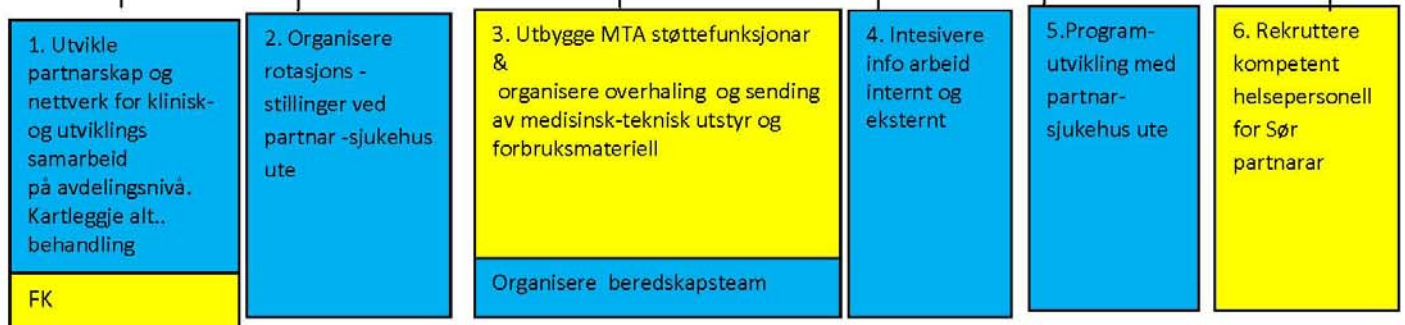 1. Utvikle
partnarskap og
nettverk for klinisk-
og utviklings
samarbeid
på avdelingsnivå.
Kartleggje alt..
behandling
FK
2. Organisere
rotasjons -
stillinger ved
partnar -sjukehus
ute
3. Utbygge MTA støttefunksjonar
&
organisere overhaling og sending
av medisinsk-teknisk utstyr og
forbruksmateriell
Organisere beredskapsteam
4. Intesivere
info arbeid
internt og
eksternt
5.Program-
utvikling med
partnar-
sjukehus ute
6. Rekruttere
kompetent
helsepersonell
for Sør
partnarar